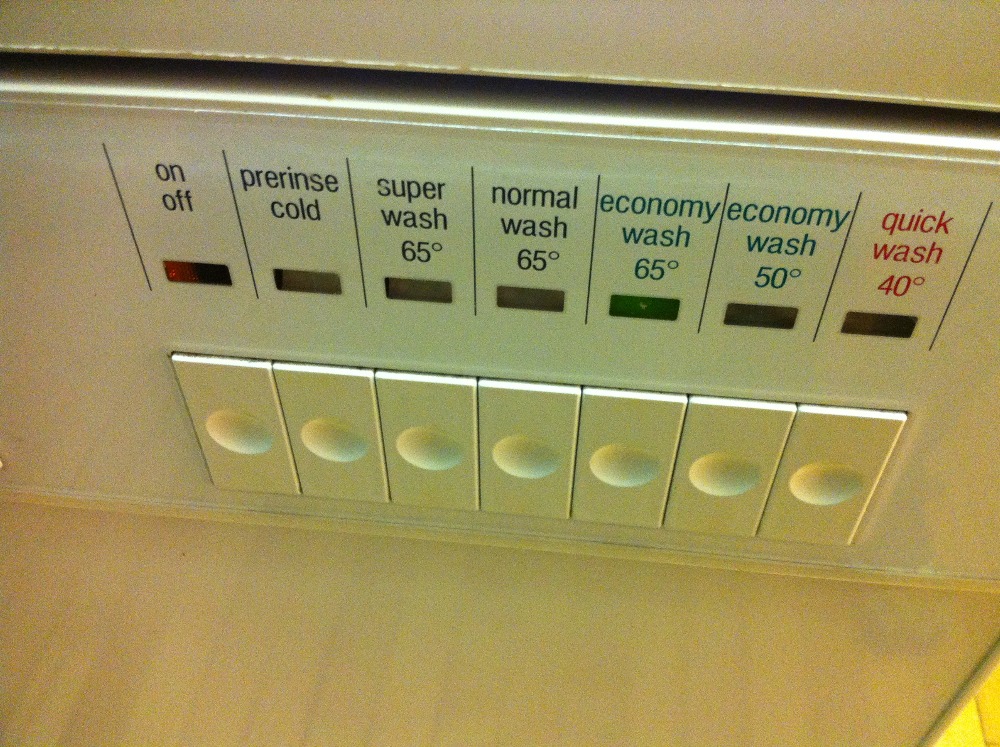 on
off
prerinse
cold
super
wash
65°
normal
wash
65°
economy
wash
65°
economy
wash
50°
quick
wash
40°